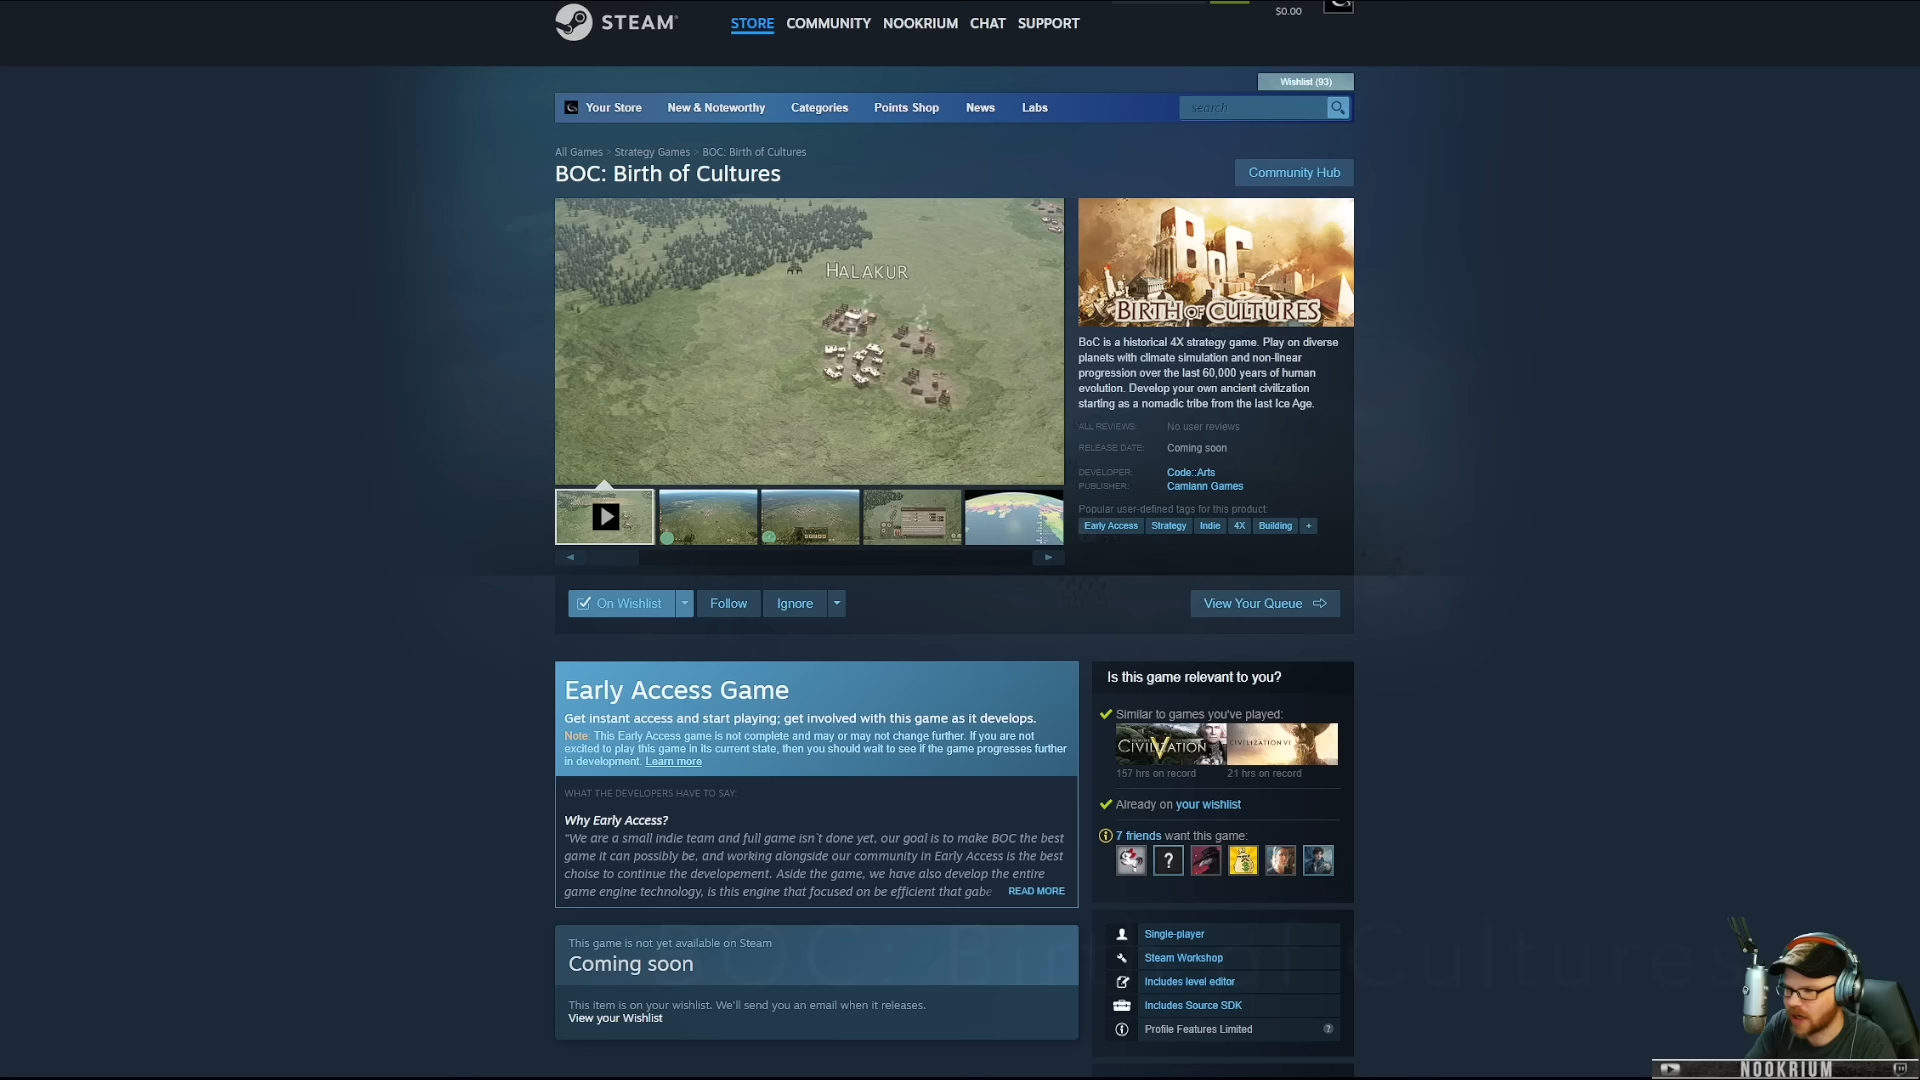 STEAM
STORE COMMUNITY NOOKRIUM CHAT SUPPORT
$0.00
Wishlist (93)
Your Store New & Noteworthy Categories Points Shop News Labs
search
All Games > Strategy Games > BOC: Birth of Cultures
BOC: Birth of Cultures
Community Hub
HALAKUR
BOC
BIRTH OF CULTURES
BoC is a historical 4X strategy game. Play on diverse
planets with climate simulation and non-linear
progression over the last 60,000 years of human
evolution. Develop your own ancient civilization
starting as a nomadic tribe from the last Ice Age.
ALL REVIEWS: No user reviews
RELEASE DATE: Coming soon
DEVELOPER: Code::Arts
PUBLISHER: Camlann Games
Popular user-defined tags for this product:
Early Access Strategy Indie 4X Building +
On Wishlist Follow Ignore View Your Queue
Early Access Game
Get instant access and start playing; get involved with this game as it develops.
Note: This Early Access game is not complete and may or may not change further. If you are not
excited to play this game in its current state, then you should wait to see if the game progresses further
in development. Learn more
WHAT THE DEVELOPERS HAVE TO SAY:
Why Early Access?
“We are a small indie team and full game isn`t done yet, our goal is to make BOC the best
game it can possibly be, and working alongside our community in Early Access is the best
choise to continue the developement. Aside the game, we have also develop the entire
game engine technology, is this engine that focused on be efficient that gabe READ MORE
This game is not yet available on Steam
Coming soon
This item is on your wishlist. We'll send you an email when it releases.
View your Wishlist
Is this game relevant to you?
Similar to games you've played:
CIVILIZATION V CIVILIZATION VI
157 hrs on record 21 hrs on record
Already on your wishlist
7 friends want this game:
?
Single-player
Steam Workshop
Includes level editor
Includes Source SDK
Profile Features Limited ?
NOOKRIUM